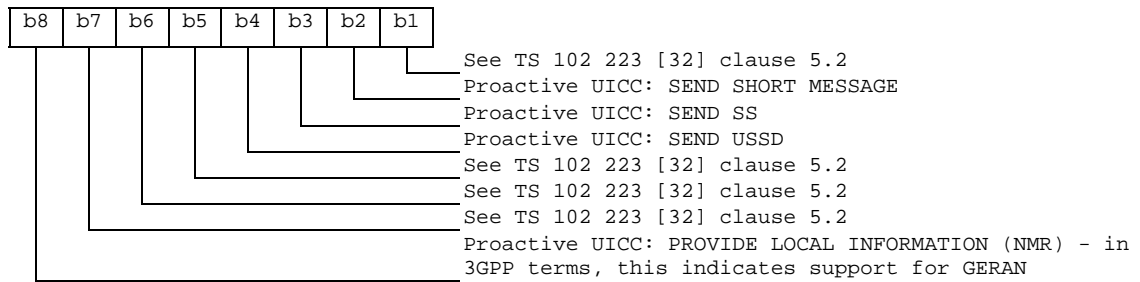 b8 b7 b6 b5 b4 b3 b2 b1
See TS 102 223 [32] clause 5.2
Proactive UICC: SEND SHORT MESSAGE
Proactive UICC: SEND SS
Proactive UICC: SEND USSD
See TS 102 223 [32] clause 5.2
See TS 102 223 [32] clause 5.2
See TS 102 223 [32] clause 5.2
Proactive UICC: PROVIDE LOCAL INFORMATION (NMR) - in
3GPP terms, this indicates support for GERAN